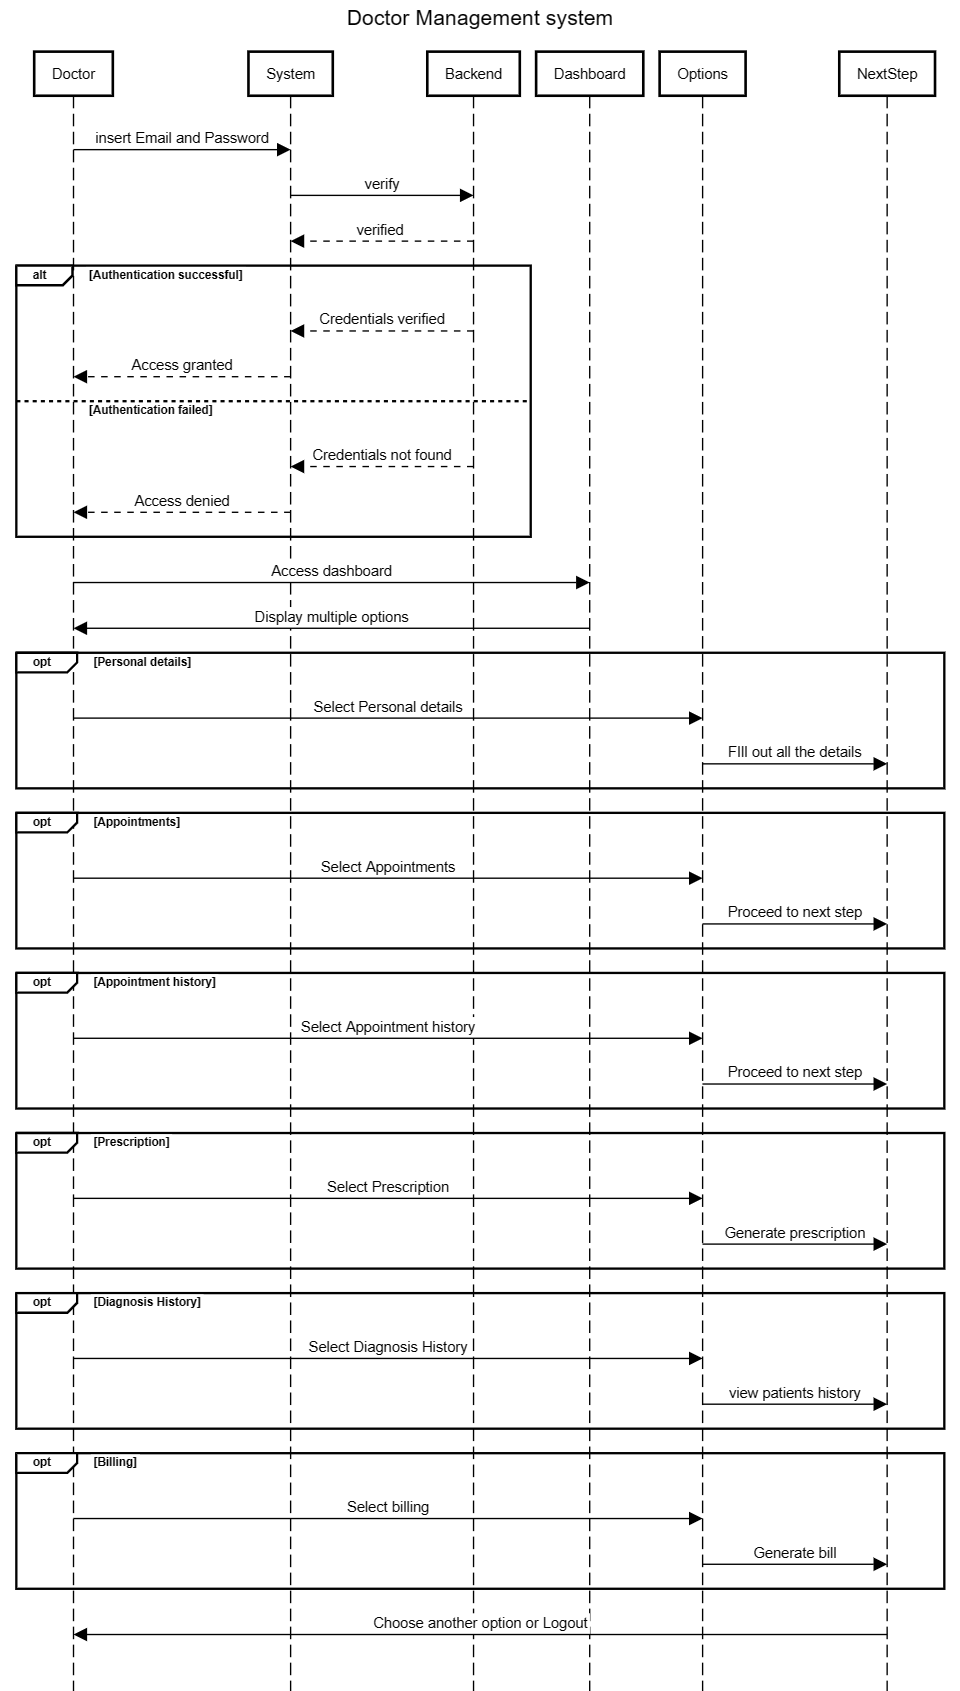 Doctor Management system
Doctor System Backend Dashboard Options NextStep
insert Email and Password
verify
verified
alt [Authentication successful]
Credentials verified
Access granted
[Authentication failed]
Credentials not found
Access denied
Access dashboard
Display multiple options
opt [Personal details]
Select Personal details
FIll out all the details
opt [Appointments]
Select Appointments
Proceed to next step
opt [Appointment history]
Select Appointment history
Proceed to next step
opt [Prescription]
Select Prescription
Generate prescription
opt [Diagnosis History]
Select Diagnosis History
view patients history
opt [Billing]
Select billing
Generate bill
Choose another option or Logout